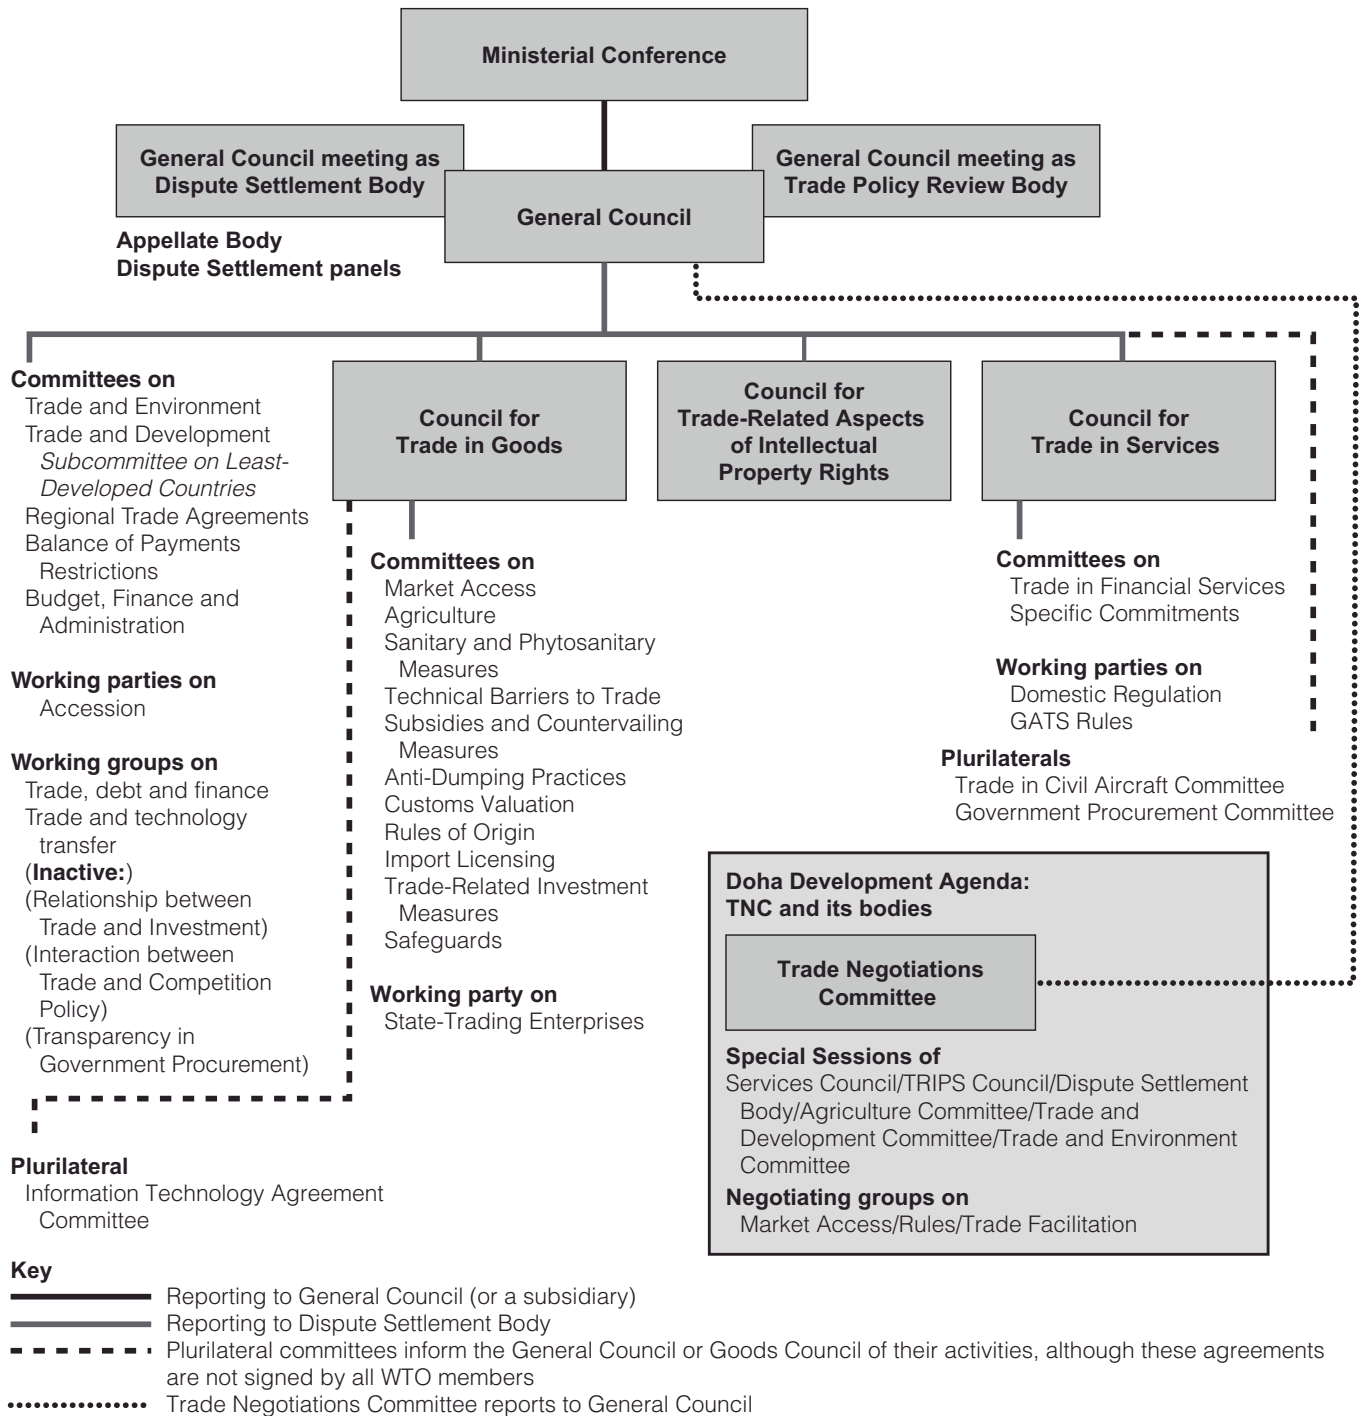 Ministerial Conference
General Council meeting as
Dispute Settlement Body
General Council meeting as
Trade Policy Review Body
General Council
Appellate Body
Dispute Settlement panels
Committees on
Trade and Environment
Trade and Development
Subcommittee on Least-
Developed Countries
Regional Trade Agreements
Balance of Payments
Restrictions
Budget, Finance and
Administration
Working parties on
Accession
Working groups on
Trade, debt and finance
Trade and technology
transfer
(Inactive:)
(Relationship between
Trade and Investment)
(Interaction between
Trade and Competition
Policy)
(Transparency in
Government Procurement)
Plurilateral
Information Technology Agreement
Committee
Council for
Trade in Goods
Committees on
Market Access
Agriculture
Sanitary and Phytosanitary
Measures
Technical Barriers to Trade
Subsidies and Countervailing
Measures
Anti-Dumping Practices
Customs Valuation
Rules of Origin
Import Licensing
Trade-Related Investment
Measures
Safeguards
Working party on
State-Trading Enterprises
Council for
Trade-Related Aspects
of Intellectual
Property Rights
Council for
Trade in Services
Committees on
Trade in Financial Services
Specific Commitments
Working parties on
Domestic Regulation
GATS Rules
Plurilaterals
Trade in Civil Aircraft Committee
Government Procurement Committee
Doha Development Agenda:
TNC and its bodies
Trade Negotiations
Committee
Special Sessions of
Services Council/TRIPS Council/Dispute Settlement
Body/Agriculture Committee/Trade and
Development Committee/Trade and Environment
Committee
Negotiating groups on
Market Access/Rules/Trade Facilitation
Key
Reporting to General Council (or a subsidiary)
Reporting to Dispute Settlement Body
Plurilateral committees inform the General Council or Goods Council of their activities, although these agreements
are not signed by all WTO members
Trade Negotiations Committee reports to General Council